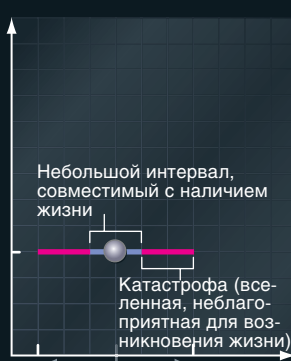 Небольшой интервал,
совместимый с наличием
жизни
Катастрофа (все-
ленная, неблаго-
приятная для воз-
никновения жизни)